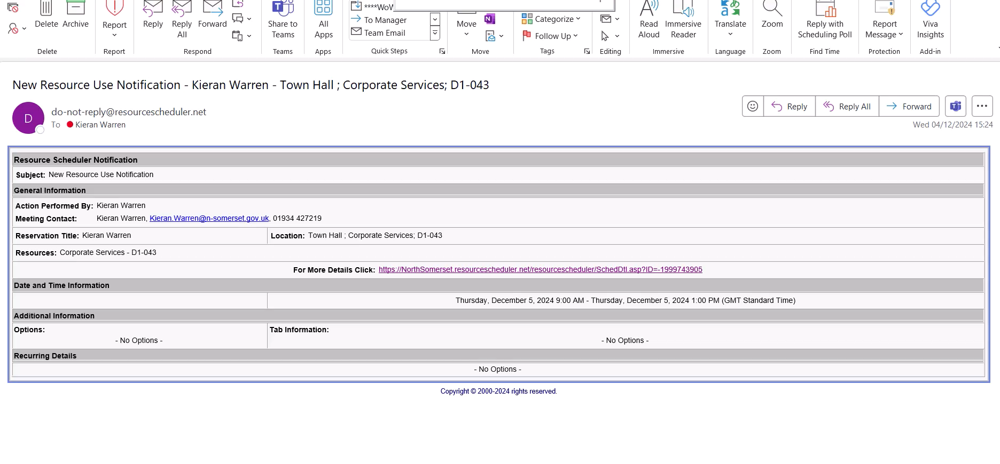 Delete
Archive
Report
Reply
Reply All
Forward
Share to Teams
All Apps
****WoW
To Manager
Team Email
Move
Categorize
Follow Up
Read Aloud
Immersive Reader
Translate
Zoom
Reply with Scheduling Poll
Report Message
Viva Insights
Delete
Report
Respond
Teams
Apps
Quick Steps
Move
Tags
Editing
Immersive
Language
Zoom
Find Time
Protection
Add-in
New Resource Use Notification - Kieran Warren - Town Hall ; Corporate Services; D1-043
D
do-not-reply@resourcescheduler.net
To Kieran Warren
Reply
Reply All
Forward
Wed 04/12/2024 15:24
Resource Scheduler Notification
Subject: New Resource Use Notification
General Information
Action Performed By: Kieran Warren
Meeting Contact: Kieran Warren, Kieran.Warren@n-somerset.gov.uk, 01934 427219
Reservation Title: Kieran Warren
Location: Town Hall ; Corporate Services; D1-043
Resources: Corporate Services - D1-043
For More Details Click: https://NorthSomerset.resourcescheduler.net/resourcescheduler/SchedDtl.asp?ID=-1999743905
Date and Time Information
Thursday, December 5, 2024 9:00 AM - Thursday, December 5, 2024 1:00 PM (GMT Standard Time)
Additional Information
Options:
- No Options -
Tab Information:
- No Options -
Recurring Details
- No Options -
Copyright © 2000-2024 rights reserved.